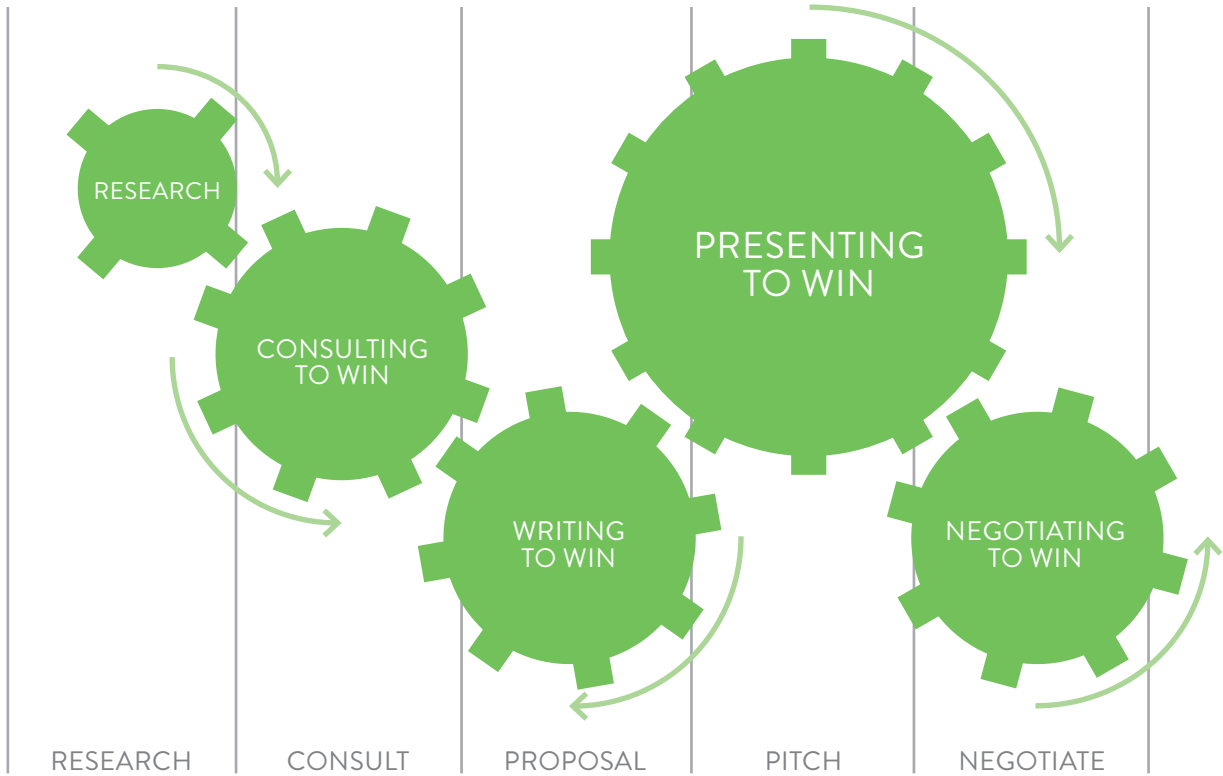 RESEARCH
CONSULTING
TO WIN
WRITING
TO WIN
PRESENTING
TO WIN
NEGOTIATING
TO WIN
RESEARCH
CONSULT
PROPOSAL
PITCH
NEGOTIATE